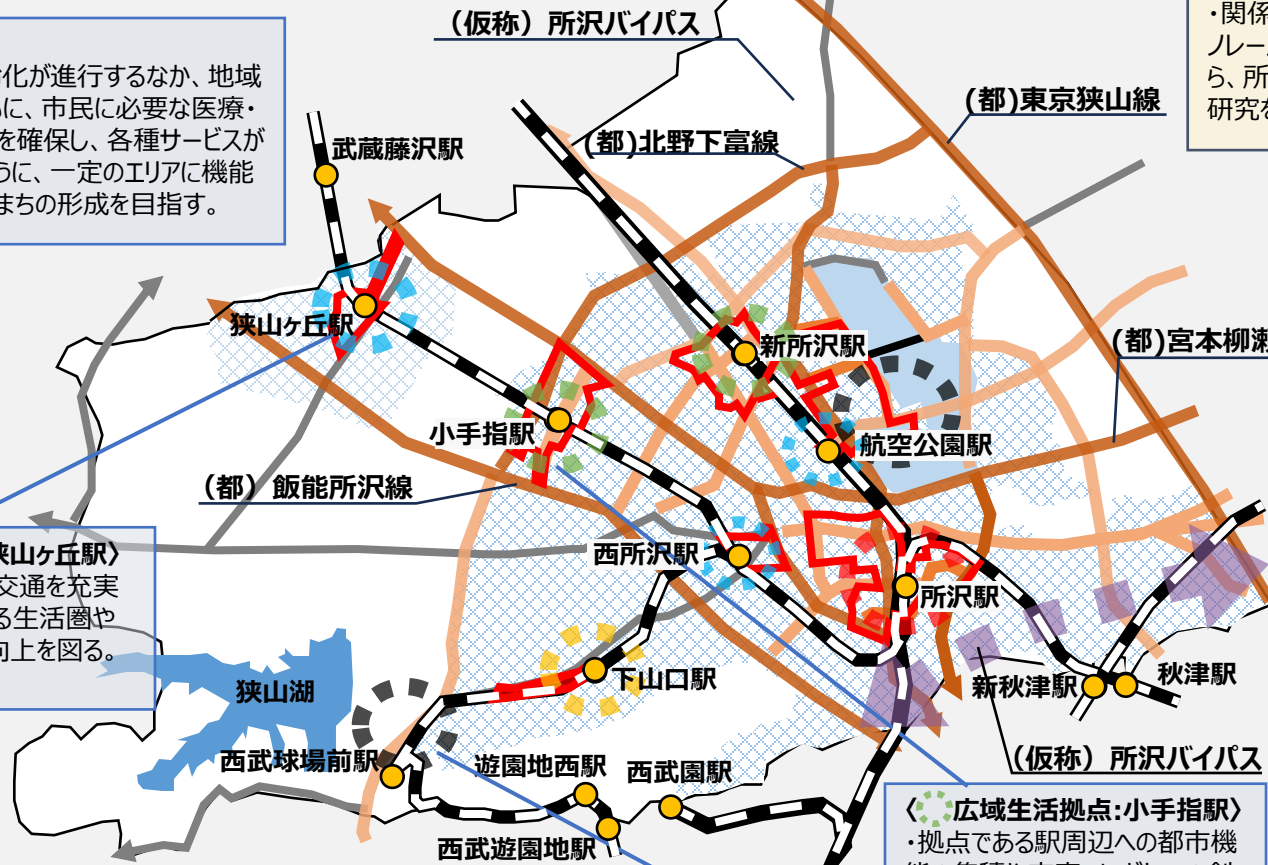 （仮称）所沢バイパス
・関係
ら、所
研究を
化が進行するなか、地域
に、市民に必要な医療・
を確保し、各種サービスが
うに、一定のエリアに機能
まちの形成を目指す。
(都)東京狭山線
(都)北野下富線
武蔵藤沢駅
狭山ヶ丘駅
新所沢駅
(都)宮本柳瀬
小手指駅
航空公園駅
（都）飯能所沢線
狭山ヶ丘駅〉
交通を充実
る生活圏や
向上を図る。
西所沢駅
所沢駅
下山口駅
新秋津駅
秋津駅
狭山湖
西武球場前駅
遊園地西駅
西武園駅
（仮称）所沢バイパス
西武遊園地駅
〈広域生活拠点:小手指駅〉
・拠点である駅周辺への都市機